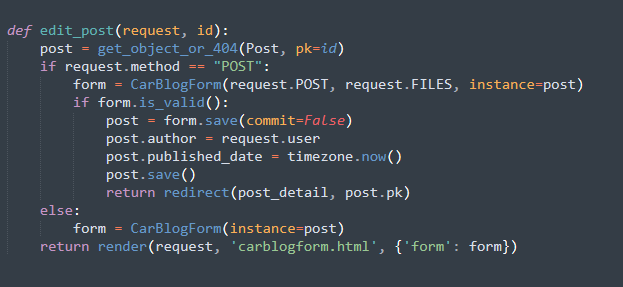 def edit_post(request, id):
    post = get_object_or_404(Post, pk=id)
    if request.method == "POST":
        form = CarBlogForm(request.POST, request.FILES, instance=post)
        if form.is_valid():
            post = form.save(commit=False)
            post.author = request.user
            post.published_date = timezone.now()
            post.save()
            return redirect(post_detail, post.pk)
    else:
        form = CarBlogForm(instance=post)
    return render(request, 'carblogform.html', {'form': form})